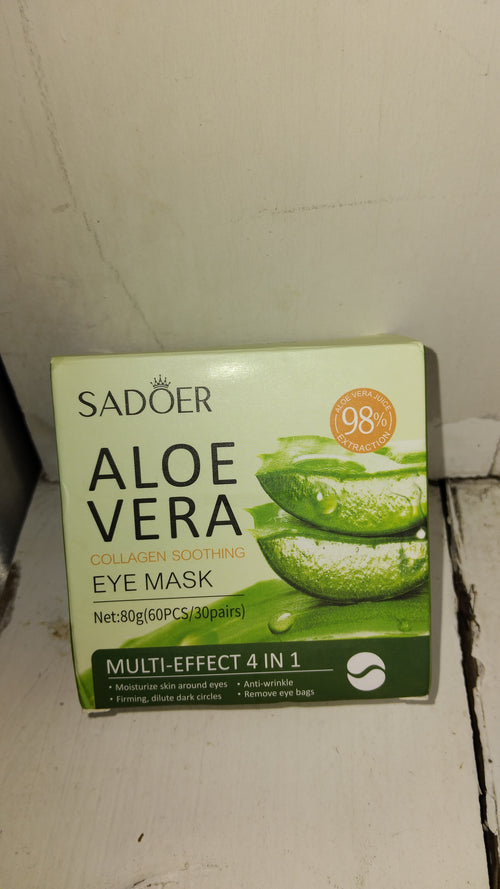 SADOER
ALOE VERA JUICE
98%
EXTRACTION
ALOE
VERA
COLLAGEN SOOTHING
EYE MASK
Net:80g(60PCS/30pairs)
MULTI-EFFECT 4 IN 1
• Moisturize skin around eyes • Anti-wrinkle
• Firming, dilute dark circles • Remove eye bags